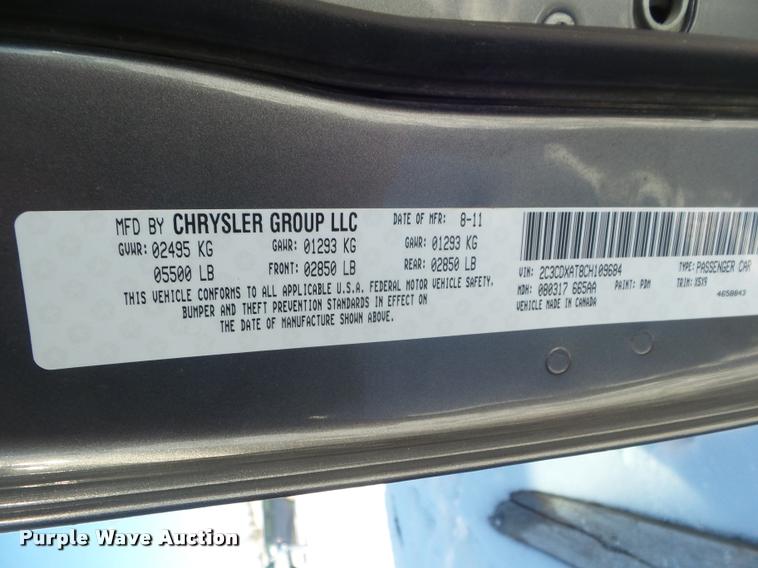 MFD BY CHRYSLER GROUP LLC DATE OF MFR: 8-11
GVWR: 02495 KG GAWR: 01293 KG GAWR: 01293 KG
05500 LB FRONT: 02850 LB REAR: 02850 LB
THIS VEHICLE CONFORMS TO ALL APPLICABLE U.S.A. FEDERAL MOTOR VEHICLE SAFETY,
BUMPER AND THEFT PREVENTION STANDARDS IN EFFECT ON
THE DATE OF MANUFACTURE SHOWN ABOVE.
VIN: 2C3CDXAT8CH109684 TYPE: PASSENGER CAR
MDH: 080317 665AA PAINT: PDM TRIM: X5X9
VEHICLE MADE IN CANADA 4658843
Purple Wave Auction